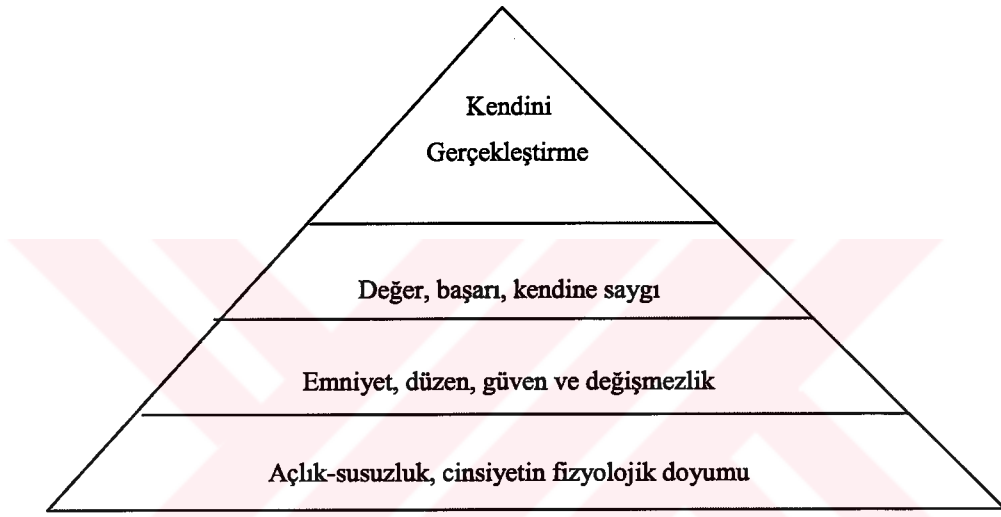 Kendini
Gerçekleştirme
Değer, başarı, kendine saygı
Emniyet, düzen, güven ve değişmezlik
Açlık-susuzluk, cinsiyetin fizyolojik doyumu